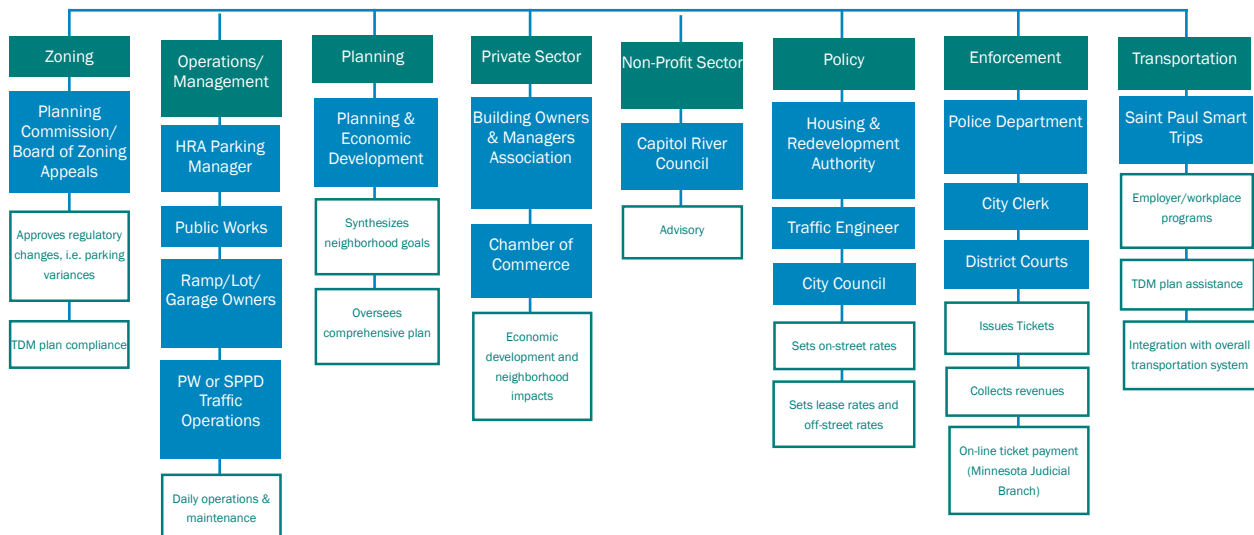 Zoning
Planning
Commission/
Board of Zoning
Appeals
Approves regulatory
changes, i.e. parking
variances
TDM plan compliance
Operations/
Management
HRA Parking
Manager
Public Works
Ramp/Lot/
Garage Owners
PW or SPPD
Traffic
Operations
Daily operations &
maintenance
Planning
Planning &
Economic
Development
Synthesizes
neighborhood goals
Oversees
comprehensive plan
Private Sector
Building Owners
& Managers
Association
Chamber of
Commerce
Economic
development and
neighborhood
impacts
Non-Profit Sector
Capitol River
Council
Advisory
Policy
Housing &
Redevelopment
Authority
Traffic Engineer
City Council
Sets on-street rates
Sets lease rates and
off-street rates
Enforcement
Police Department
City Clerk
District Courts
Issues Tickets
Collects revenues
On-line ticket payment
(Minnesota Judicial
Branch)
Transportation
Saint Paul Smart
Trips
Employer/workplace
programs
TDM plan assistance
Integration with overall
transportation system